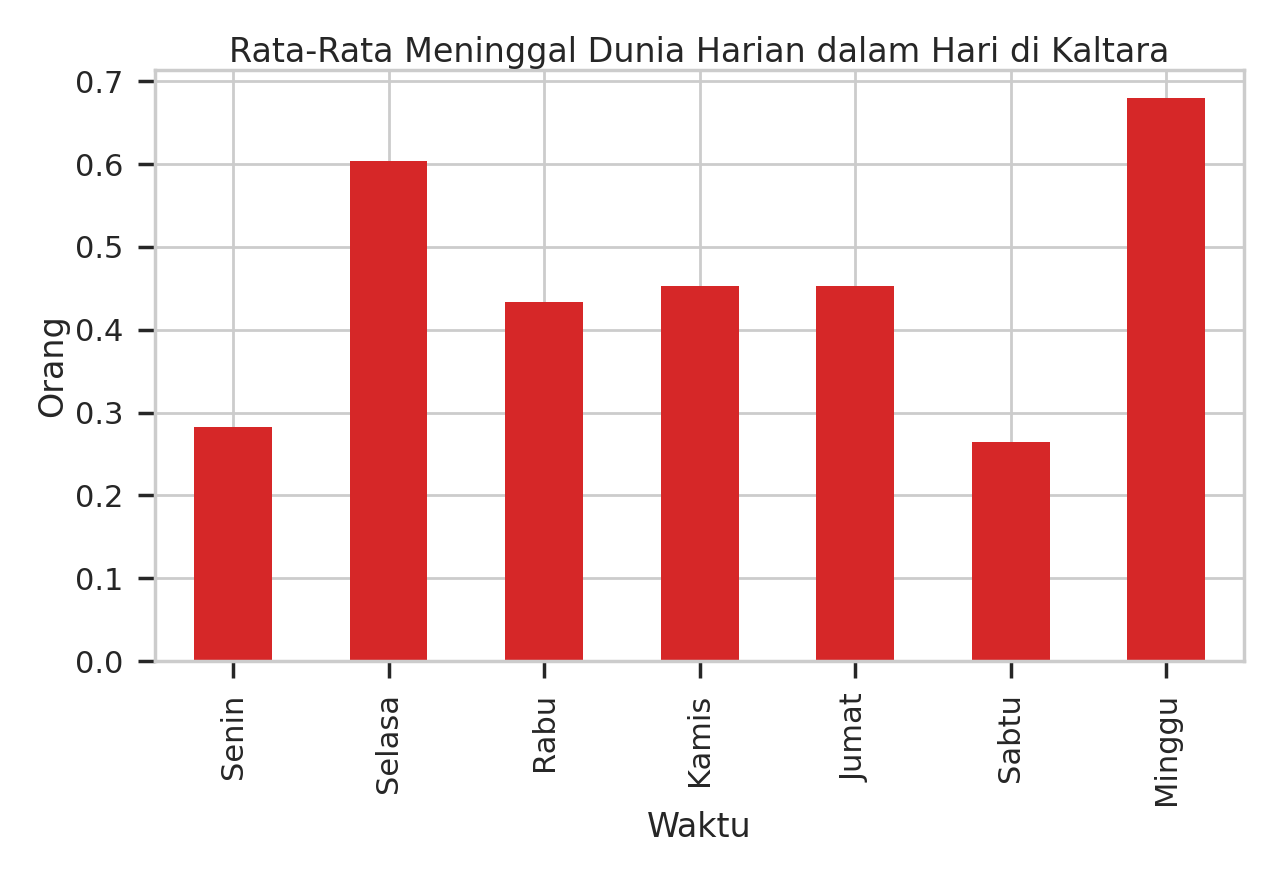 Rata-Rata Meninggal Dunia Harian dalam Hari di Kaltara
0.7
0.6
0.5
0.4
0.3
0.2
0.1
0.0
Orang
Senin
Selasa
Rabu
Kamis
Jumat
Sabtu
Minggu
Waktu